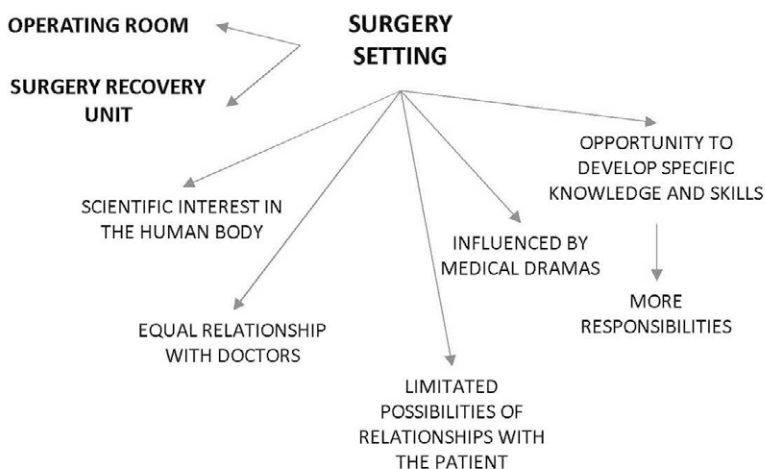 OPERATING ROOM
SURGERY
SETTING
SURGERY RECOVERY
UNIT
OPPORTUNITY TO
DEVELOP SPECIFIC
KNOWLEDGE AND SKILLS
SCIENTIFIC INTEREST IN
THE HUMAN BODY
INFLUENCED BY
MEDICAL DRAMAS
MORE
RESPONSIBILITIES
EQUAL RELATIONSHIP
WITH DOCTORS
LIMITATED
POSSIBILITIES OF
RELATIONSHIPS WITH
THE PATIENT